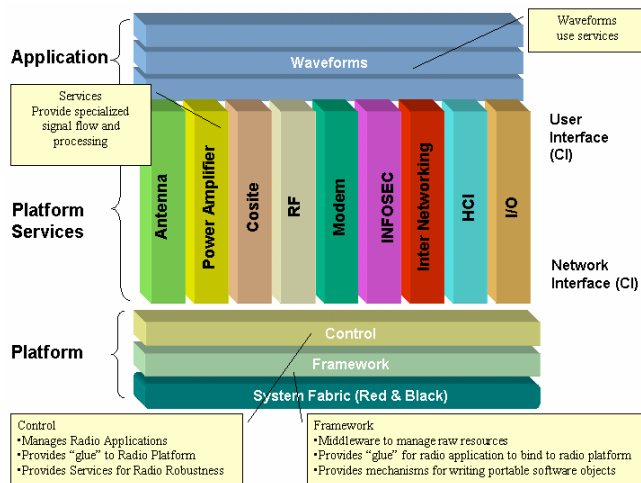 Application
Waveforms
Waveforms
use services
Services
Provide specialized
signal flow and
processing
Platform
Services
Antenna
Power Amplifier
Cosite
RF
Modem
INFOSEC
Inter Networking
HCI
I/O
User
Interface
(CI)
Network
Interface (CI)
Platform
Control
Framework
System Fabric (Red & Black)
Control
•Manages Radio Applications
•Provides “glue” to Radio Platform
•Provides Services for Radio Robustness
Framework
•Middleware to manage raw resources
•Provides “glue” for radio application to bind to radio platform
•Provides mechanisms for writing portable software objects